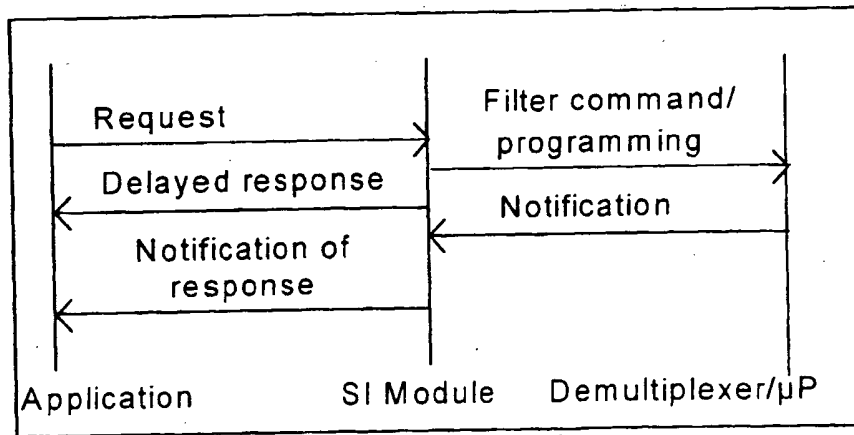 Request
Filter command/
programming
Delayed response
Notification
Notification of
response
Application
SI Module
Demultiplexer/µP